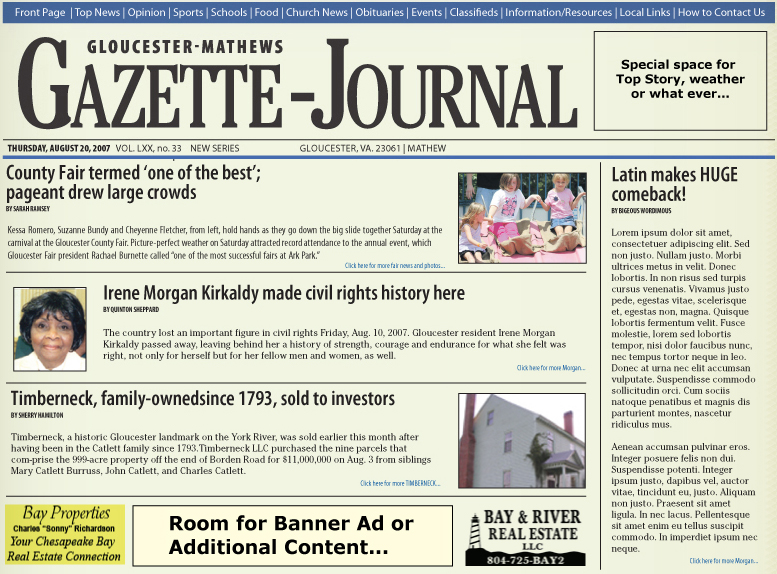 Front Page | Top News | Opinion | Sports | Schools | Food | Church News | Obituaries | Events | Classifieds | Information/Resources | Local Links | How to Contact Us
GLOUCESTER-MATHEWS
GAZETTE-JOURNAL
Special space for
Top Story, weather
or what ever...
THURSDAY, AUGUST 20, 2007 VOL. LXX, no. 33 NEW SERIES GLOUCESTER, VA. 23061 | MATHEW
County Fair termed ‘one of the best’;
pageant drew large crowds
BY SARAH RAMSEY
Kessa Romero, Suzanne Bundy and Cheyenne Fletcher, from left, hold hands as they go down the big slide together Saturday at the
carnival at the Gloucester County Fair. Picture-perfect weather on Saturday attracted record attendance to the annual event, which
Gloucester Fair president Rachael Burnette called “one of the most successful fairs at Ark Park.”
Click here for more fair news and photos...
Irene Morgan Kirkaldy made civil rights history here
BY QUINTON SHEPPARD
The country lost an important figure in civil rights Friday, Aug. 10, 2007. Gloucester resident Irene Morgan
Kirkaldy passed away, leaving behind her a history of strength, courage and endurance for what she felt was
right, not only for herself but for her fellow men and women, as well.
Click here for more Morgan...
Timberneck, family-ownedsince 1793, sold to investors
BY SHERRY HAMILTON
Timberneck, a historic Gloucester landmark on the York River, was sold earlier this month after
having been in the Catlett family since 1793.Timberneck LLC purchased the nine parcels that
com-prise the 999-acre property off the end of Borden Road for $11,000,000 on Aug. 3 from siblings
Mary Catlett Burruss, John Catlett, and Charles Catlett.
Click here for more TIMBERNECK...
Latin makes HUGE
comeback!
BY BIGEOUS WORDIMOUS
Lorem ipsum dolor sit amet,
consectetuer adipiscing elit. Sed
non justo. Nullam justo. Morbi
ultrices metus in velit. Donec
lobortis. In non risus sed turpis
cursus venenatis. Vivamus justo
pede, egestas vitae, scelerisque
et, egestas non, magna. Quisque
lobortis fermentum velit. Fusce
molestie, lorem sed lobortis
tempor, nisi dolor faucibus nunc,
nec tempus tortor neque in leo.
Donec at urna nec elit accumsan
vulputate. Suspendisse commodo
sollicitudin orci. Cum sociis
natoque penatibus et magnis dis
parturient montes, nascetur
ridiculus mus.
Aenean accumsan pulvinar eros.
Integer posuere felis non dui.
Suspendisse potenti. Integer
ipsum justo, dapibus vel, auctor
vitae, tincidunt eu, justo. Aliquam
non justo. Praesent sit amet
ligula. In nec lacus. Pellentesque
sit amet enim eu tellus suscipit
commodo. In imperdiet ipsum nec
neque.
Click here for more Morgan...
Bay Properties
Charles "Sonny" Richardson
Your Chesapeake Bay
Real Estate Connection
Room for Banner Ad or
Additional Content...
BAY & RIVER
REAL ESTATE
LLC
804-725-BAY2